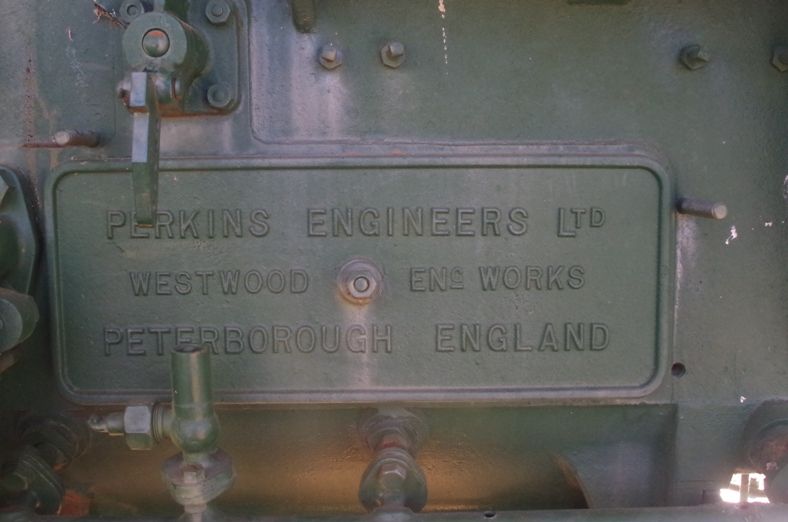 PERKINS ENGINEERS LTD
WESTWOOD ENG WORKS
PETERBOROUGH ENGLAND